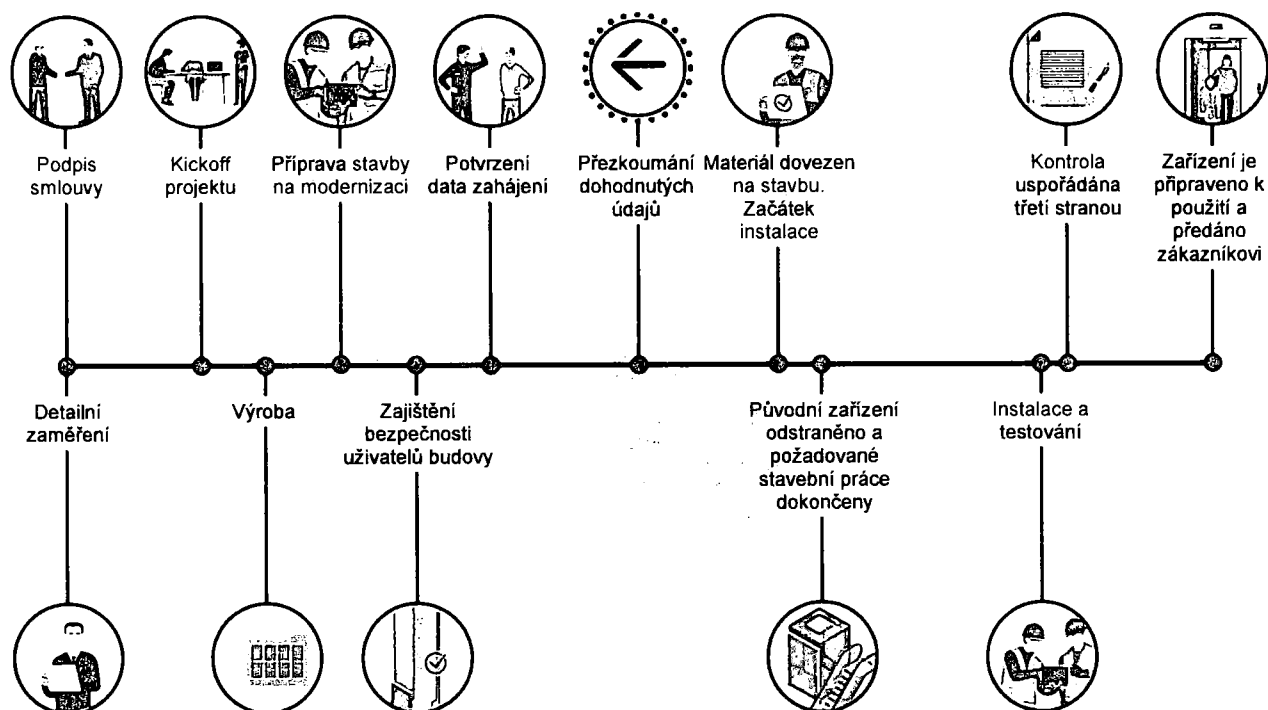 Podpis
smlouvy
Kickoff
projektu
Příprava stavby
na modernizaci
Potvrzení
data zahájení
Přezkoumání
dohodnutých
údajů
Materiál dovezen
na stavbu.
Začátek
instalace
Kontrola
uspořádána
třetí stranou
Zařízení je
připraveno k
použití a
předáno
zákazníkovi
Detailní
zaměření
Výroba
Zajištění
bezpečnosti
uživatelů budovy
Původní zařízení
odstraněno a
požadované
stavební práce
dokončeny
Instalace a
testování